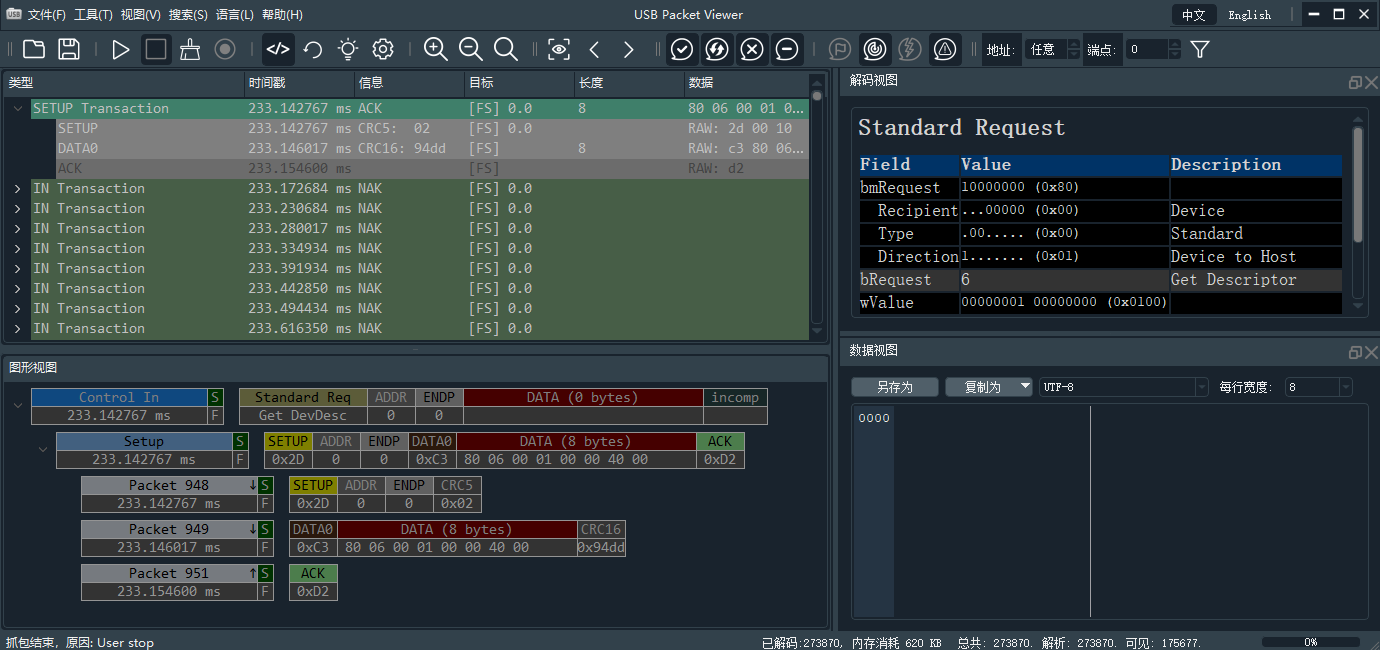 USB 文件(F) 工具(T) 视图(V) 搜索(S) 语言(L) 帮助(H) USB Packet Viewer 中文 English
地址: 任意 端点: 0
类型 时间戳 信息 目标 长度 数据
SETUP Transaction 233.142767 ms ACK [FS] 0.0 8 80 06 00 01 0...
SETUP 233.142767 ms CRC5: 02 [FS] 0.0 RAW: 2d 00 10
DATA0 233.146017 ms CRC16: 94dd [FS] 8 RAW: c3 80 06...
ACK 233.154600 ms [FS] RAW: d2
IN Transaction 233.172684 ms NAK [FS] 0.0
IN Transaction 233.230684 ms NAK [FS] 0.0
IN Transaction 233.280017 ms NAK [FS] 0.0
IN Transaction 233.334934 ms NAK [FS] 0.0
IN Transaction 233.391934 ms NAK [FS] 0.0
IN Transaction 233.442850 ms NAK [FS] 0.0
IN Transaction 233.494434 ms NAK [FS] 0.0
IN Transaction 233.616350 ms NAK [FS] 0.0
图形视图
Control In S Standard Req ADDR ENDP DATA (0 bytes) incomp
233.142767 ms F Get DevDesc 0 0
Setup S SETUP ADDR ENDP DATA0 DATA (8 bytes) ACK
233.142767 ms F 0x2D 0 0 0xC3 80 06 00 01 00 00 40 00 0xD2
Packet 948 ↓ S SETUP ADDR ENDP CRC5
233.142767 ms F 0x2D 0 0 0x02
Packet 949 ↓ S DATA0 DATA (8 bytes) CRC16
233.146017 ms F 0xC3 80 06 00 01 00 00 40 00 0x94dd
Packet 951 ↑ S ACK
233.154600 ms F 0xD2
解码视图
Standard Request
Field Value Description
bmRequest 10000000 (0x80)
Recipient ...00000 (0x00) Device
Type .00..... (0x00) Standard
Direction 1....... (0x01) Device to Host
bRequest 6 Get Descriptor
wValue 00000001 00000000 (0x0100)
数据视图
另存为 复制为 UTF-8 每行宽度: 8
0000
抓包结束, 原因: User stop 已解码:273870, 内存消耗 620 KB 总共: 273870. 解析: 273870. 可见: 175677. 0%